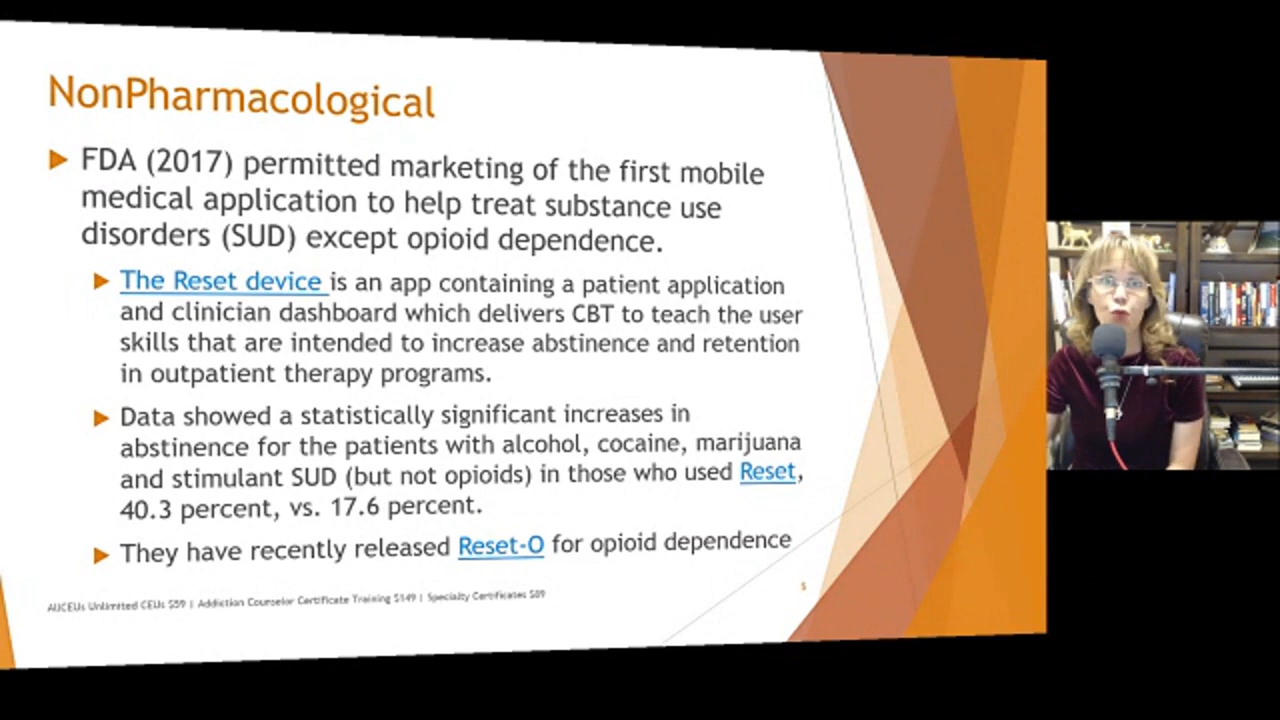 NonPharmacological
FDA (2017) permitted marketing of the first mobile
medical application to help treat substance use
disorders (SUD) except opioid dependence.
The Reset device is an app containing a patient application
and clinician dashboard which delivers CBT to teach the user
skills that are intended to increase abstinence and retention
in outpatient therapy programs.
Data showed a statistically significant increases in
abstinence for the patients with alcohol, cocaine, marijuana
and stimulant SUD (but not opioids) in those who used Reset,
40.3 percent, vs. 17.6 percent.
They have recently released Reset-O for opioid dependence
AllCEUs Unlimited CEUs $59 | Addiction Counselor Certificate Training $149 | Specialty Certificates $89
5